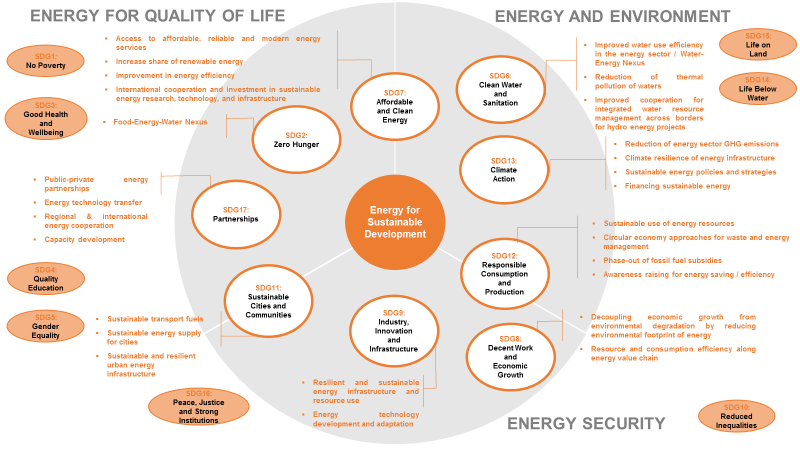 ENERGY FOR QUALITY OF LIFE
SDG1:
No Poverty
SDG3:
Good Health
and
Wellbeing
Access to affordable, reliable and modern energy
services
Increase share of renewable energy
Improvement in energy efficiency
International cooperation and investment in sustainable
energy research, technology, and infrastructure
Food-Energy-Water Nexus
SDG7:
Affordable
and Clean
Energy
SDG2:
Zero Hunger
Public-private energy
partnerships
Energy technology transfer
Regional & international
energy cooperation
Capacity development
SDG17:
Partnerships
SDG4:
Quality
Education
SDG5:
Gender
Equality
SDG11:
Sustainable
Cities and
Communities
Sustainable transport fuels
Sustainable energy supply
for cities
Sustainable and resilient
urban energy
infrastructure
SDG16:
Peace, Justice
and Strong
Institutions
Energy for
Sustainable
Development
ENERGY AND ENVIRONMENT
SDG6:
Clean Water
and
Sanitation
Improved water use efficiency
in the energy sector / Water-
Energy Nexus
Reduction of thermal
pollution of waters
Improved cooperation for
integrated water resource
management across borders
for hydro energy projects
SDG15:
Life on
Land
SDG14:
Life Below
Water
SDG13:
Climate
Action
Reduction of energy sector GHG emissions
Climate resilience of energy infrastructure
Sustainable energy policies and strategies
Financing sustainable energy
SDG12:
Responsible
Consumption
and
Production
Sustainable use of energy resources
Circular economy approaches for waste and energy
management
Phase-out of fossil fuel subsidies
Awareness raising for energy saving / efficiency
SDG9:
Industry,
Innovation
and
Infrastructure
Resilient and sustainable
energy infrastructure and
resource use
Energy technology
development and adaptation
SDG8:
Decent Work
and
Economic
Growth
Decoupling economic growth from
environmental degradation by reducing
environmental footprint of energy
Resource and consumption efficiency along
energy value chain
ENERGY SECURITY
SDG10:
Reduced
Inequalities